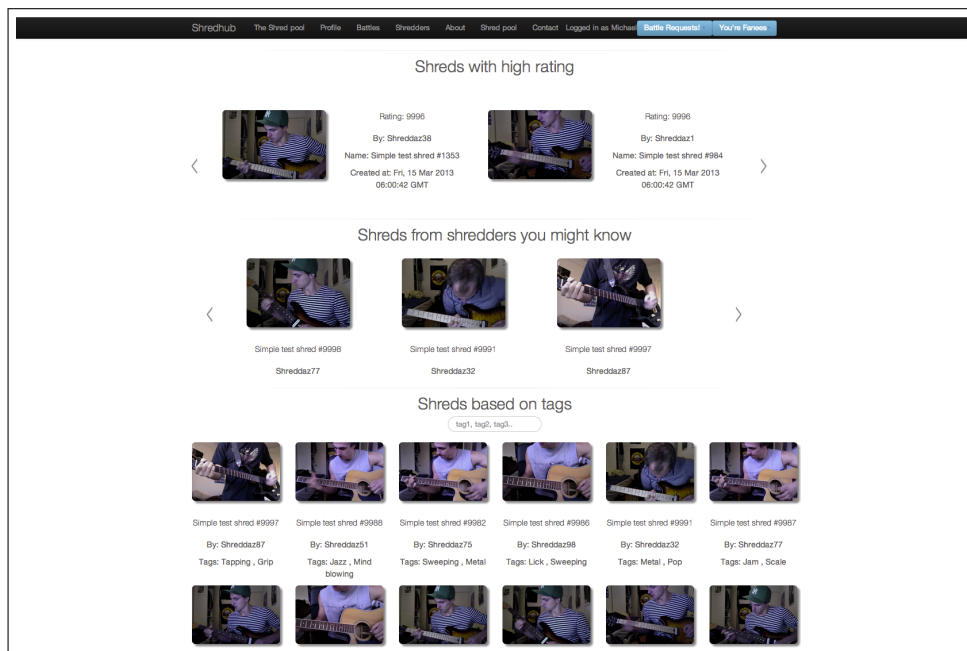 Shredhub The Shred pool Profile Battles Shredders About Shred pool Contact Logged in as Michael Battle Requests! You're Fanees
Shreds with high rating
Rating: 9996
By: Shreddaz38
Name: Simple test shred #1353
Created at: Fri, 15 Mar 2013
06:00:42 GMT
Rating: 9996
By: Shreddaz1
Name: Simple test shred #984
Created at: Fri, 15 Mar 2013
06:00:42 GMT
Shreds from shredders you might know
Simple test shred #9998
Shreddaz77
Simple test shred #9991
Shreddaz32
Simple test shred #9997
Shreddaz87
Shreds based on tags
tag1, tag2, tag3..
Simple test shred #9997
By: Shreddaz87
Tags: Tapping , Grip
Simple test shred #9988
By: Shreddaz51
Tags: Jazz , Mind
blowing
Simple test shred #9982
By: Shreddaz75
Tags: Sweeping , Metal
Simple test shred #9986
By: Shreddaz98
Tags: Lick , Sweeping
Simple test shred #9991
By: Shreddaz32
Tags: Metal , Pop
Simple test shred #9987
By: Shreddaz77
Tags: Jam , Scale